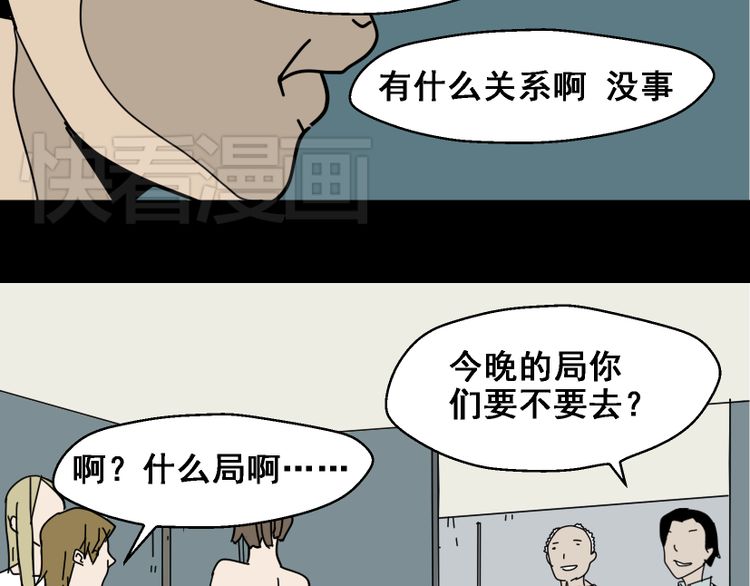 有什么关系啊 没事
快看漫画
今晚的局你
们要不要去？
啊？什么局啊……